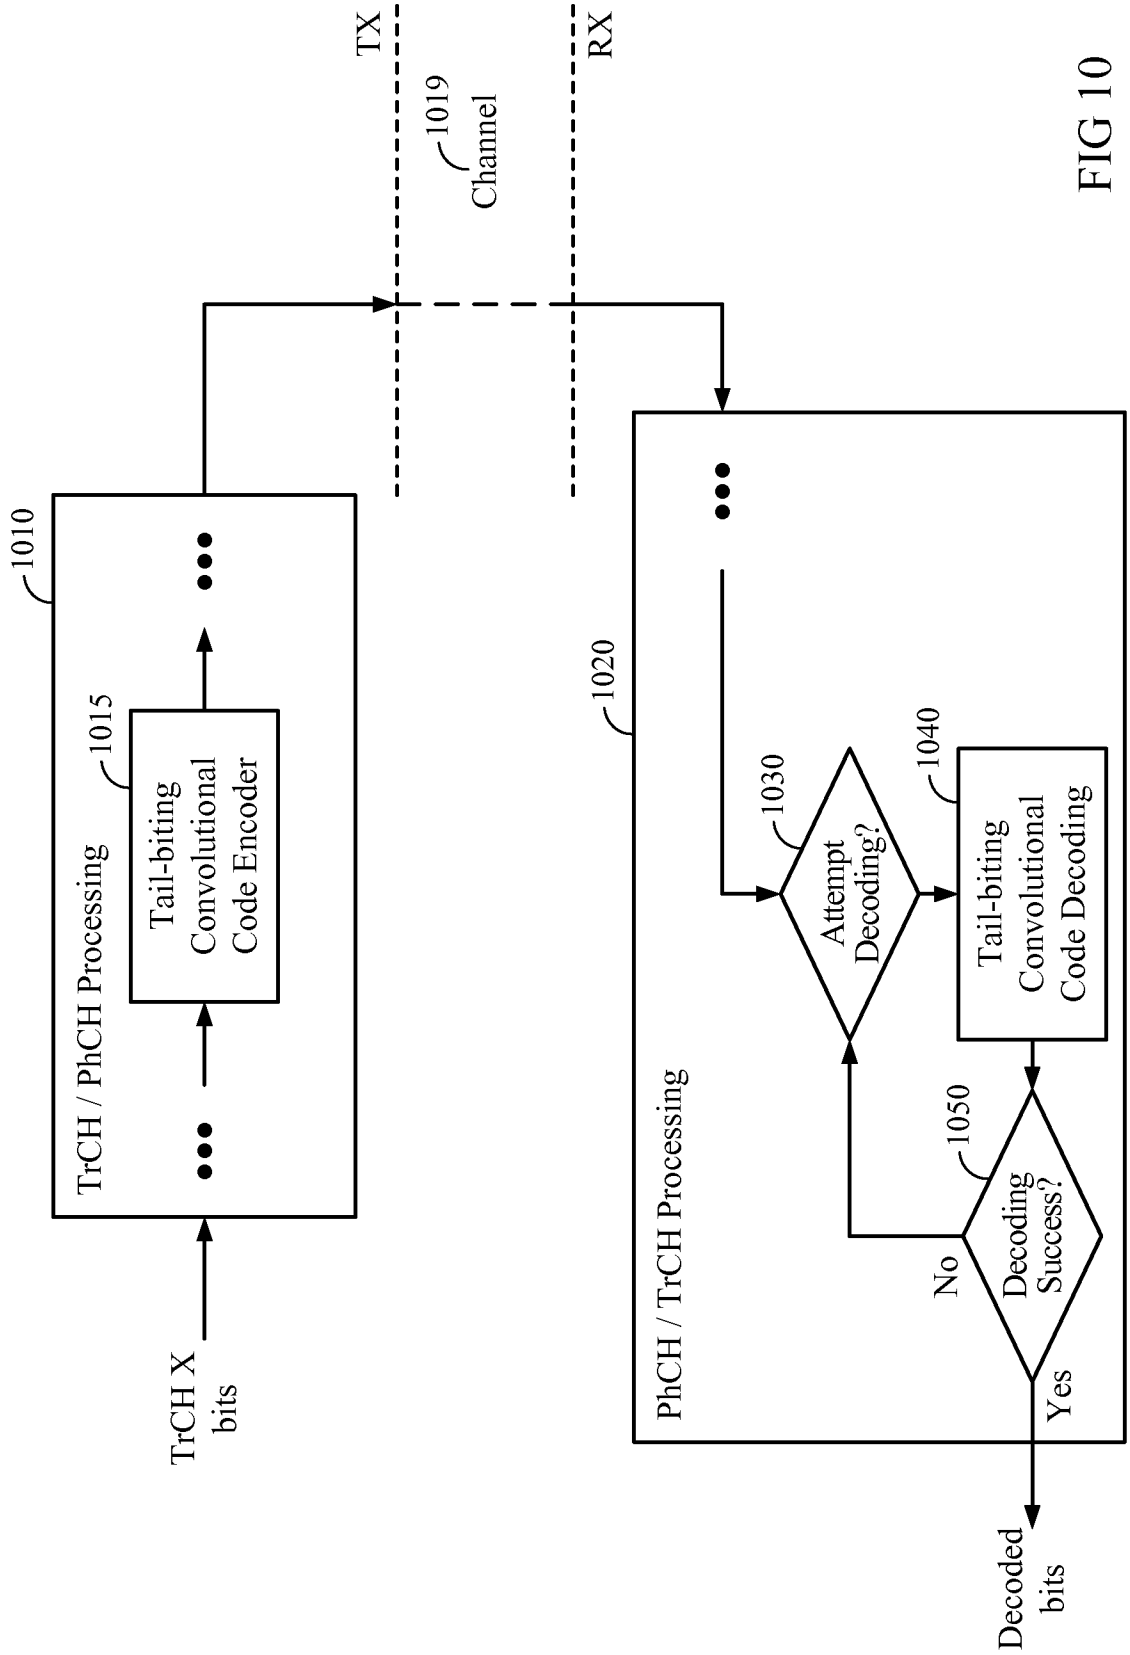 1010
TrCH / PhCH Processing
1015
Tail-biting
Convolutional
Code Encoder
TrCH X
bits
TX
1019
Channel
RX
1020
PhCH / TrCH Processing
1030
Attempt
Decoding?
1040
Tail-biting
Convolutional
Code Decoding
1050
Decoding
Success?
No
Yes
Decoded
bits
FIG 10